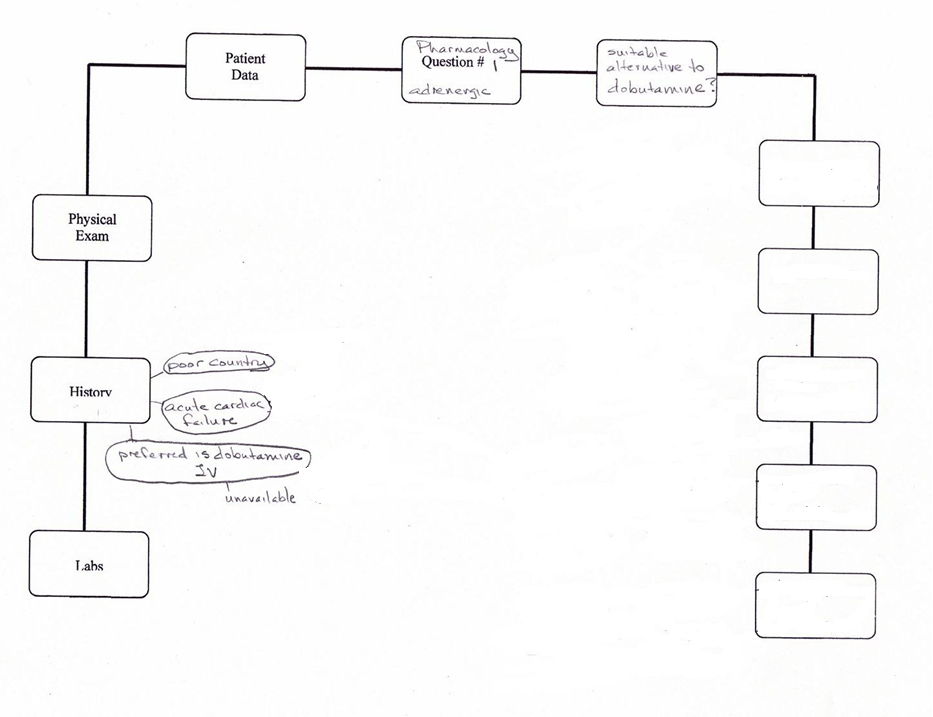 Patient
Data
Pharmacology
Question # 1
adrenergic
suitable
alternative to
dobutamine?
Physical
Exam
History
poor country
acute cardiac
failure
preferred is dobutamine
IV
unavailable
Labs